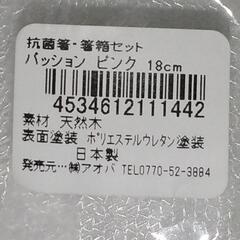 抗菌箸・箸箱セット
パッション ピンク 18cm
4534612111442
素材 天然木
表面塗装 ポリエステルウレタン塗装
日本製
発売元…㈱アオバ TEL0770-52-3884